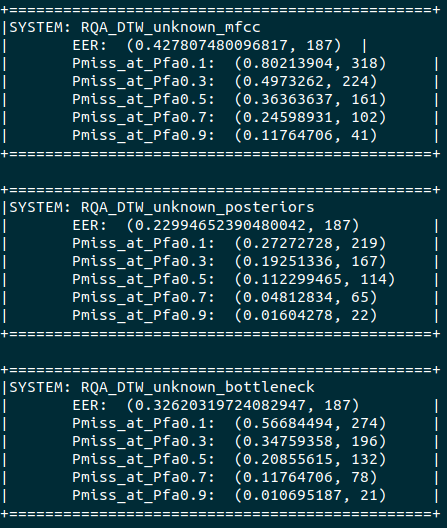 +===============================================+
|SYSTEM: RQA_DTW_unknown_mfcc
|       EER:  (0.427807480096817, 187)  |
|       Pmiss_at_Pfa0.1:  (0.80213904, 318)     |
|       Pmiss_at_Pfa0.3:  (0.4973262, 224)      |
|       Pmiss_at_Pfa0.5:  (0.36363637, 161)     |
|       Pmiss_at_Pfa0.7:  (0.24598931, 102)     |
|       Pmiss_at_Pfa0.9:  (0.11764706, 41)      |
+===============================================+
+===============================================+
|SYSTEM: RQA_DTW_unknown_posteriors
|       EER:  (0.22994652390480042, 187)        |
|       Pmiss_at_Pfa0.1:  (0.27272728, 219)     |
|       Pmiss_at_Pfa0.3:  (0.19251336, 167)     |
|       Pmiss_at_Pfa0.5:  (0.112299465, 114)    |
|       Pmiss_at_Pfa0.7:  (0.04812834, 65)      |
|       Pmiss_at_Pfa0.9:  (0.01604278, 22)      |
+===============================================+
+===============================================+
|SYSTEM: RQA_DTW_unknown_bottleneck
|       EER:  (0.32620319724082947, 187)        |
|       Pmiss_at_Pfa0.1:  (0.56684494, 274)     |
|       Pmiss_at_Pfa0.3:  (0.34759358, 196)     |
|       Pmiss_at_Pfa0.5:  (0.20855615, 132)     |
|       Pmiss_at_Pfa0.7:  (0.11764706, 78)      |
|       Pmiss_at_Pfa0.9:  (0.010695187, 21)     |
+===============================================+